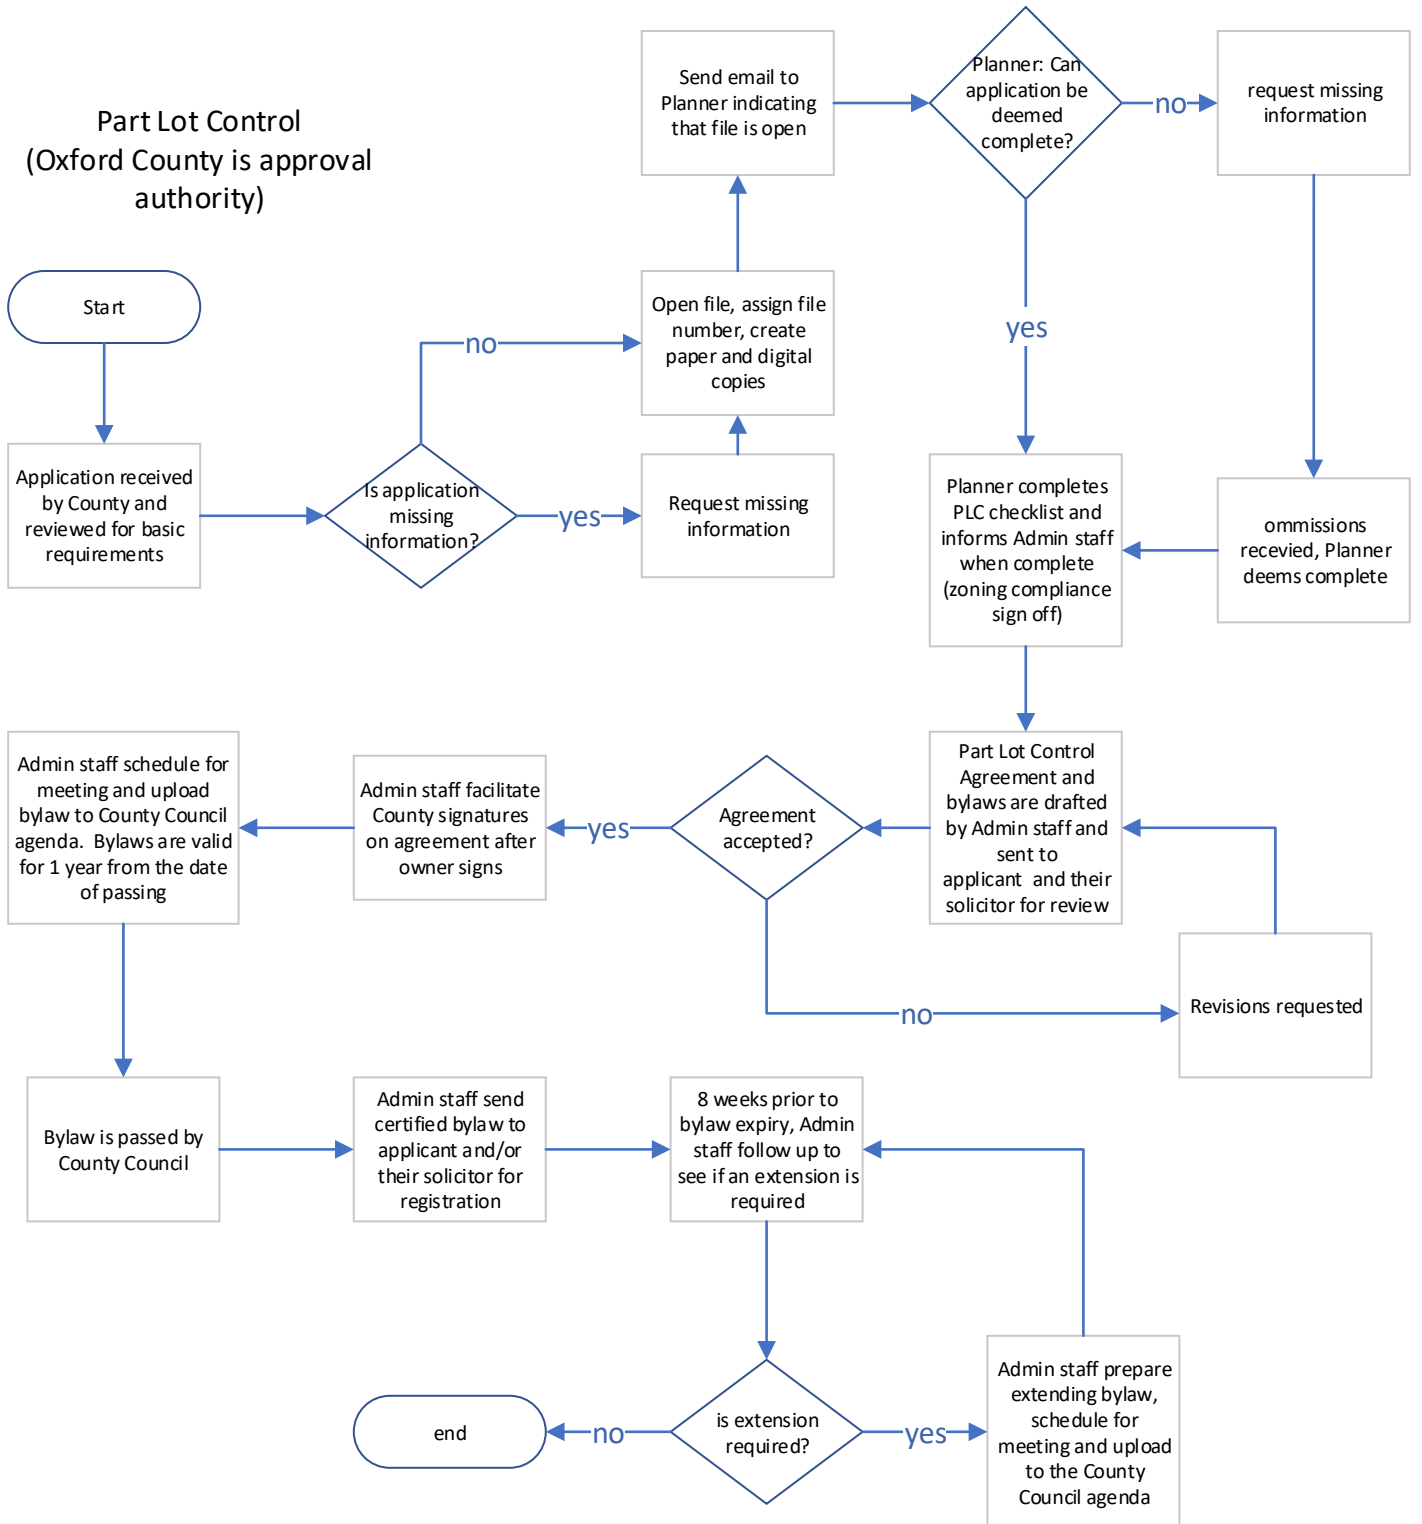 Part Lot Control
(Oxford County is approval
authority)
Start
Application received
by County and
reviewed for basic
requirements
Is application
missing
information?
no
yes
Request missing
information
Open file, assign file
number, create
paper and digital
copies
Send email to
Planner indicating
that file is open
Planner: Can
application be
deemed
complete?
no
request missing
information
yes
ommissions
recevied, Planner
deems complete
Planner completes
PLC checklist and
informs Admin staff
when complete
(zoning compliance
sign off)
Part Lot Control
Agreement and
bylaws are drafted
by Admin staff and
sent to
applicant and their
solicitor for review
Agreement
accepted?
no
Revisions requested
yes
Admin staff facilitate
County signatures
on agreement after
owner signs
Admin staff schedule for
meeting and upload
bylaw to County Council
agenda. Bylaws are valid
for 1 year from the date
of passing
Bylaw is passed by
County Council
Admin staff send
certified bylaw to
applicant and/or
their solicitor for
registration
8 weeks prior to
bylaw expiry, Admin
staff follow up to
see if an extension is
required
is extension
required?
no
end
yes
Admin staff prepare
extending bylaw,
schedule for
meeting and upload
to the County
Council agenda